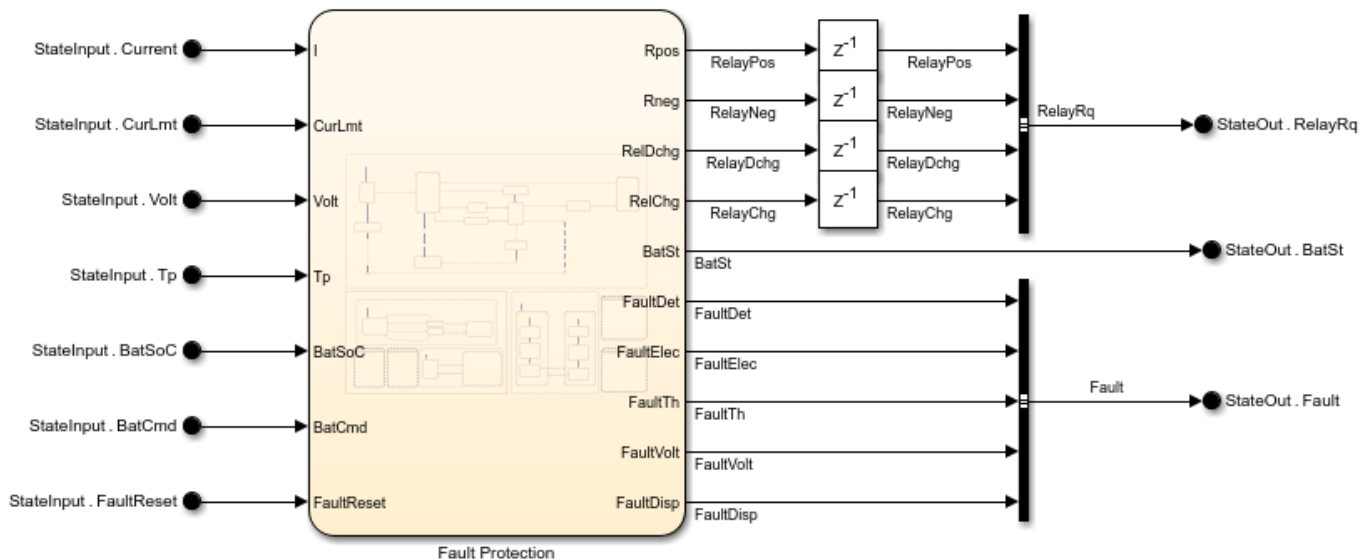 StateInput . Current
StateInput . CurLmt
StateInput . Volt
StateInput . Tp
StateInput . BatSoC
StateInput . BatCmd
StateInput . FaultReset
I
CurLmt
Volt
Tp
BatSoC
BatCmd
FaultReset
Rpos
Rneg
RelDchg
RelChg
BatSt
FaultDet
FaultElec
FaultTh
FaultVolt
FaultDisp
Fault Protection
RelayPos
RelayNeg
RelayDchg
RelayChg
BatSt
FaultDet
FaultElec
FaultTh
FaultVolt
FaultDisp
z⁻¹
z⁻¹
z⁻¹
z⁻¹
RelayPos
RelayNeg
RelayDchg
RelayChg
RelayRq
Fault
StateOut . RelayRq
StateOut . BatSt
StateOut . Fault